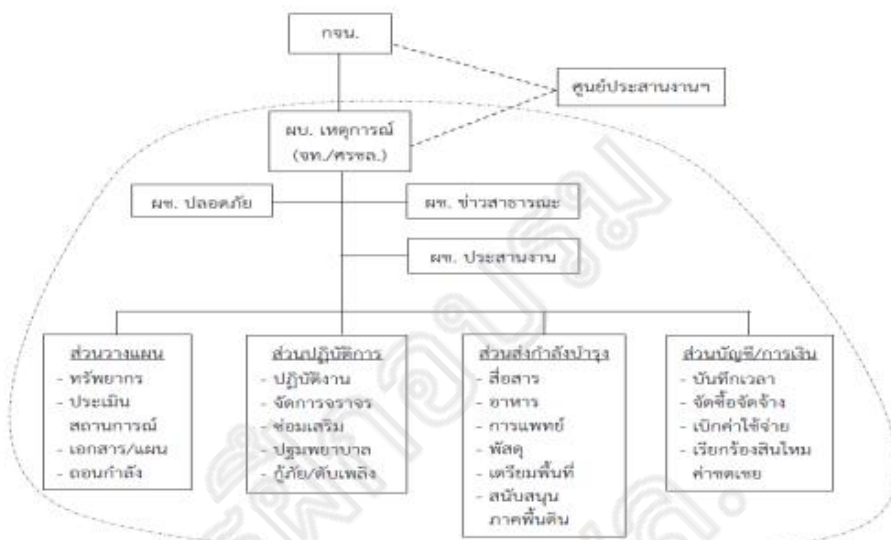 กจน.
ศูนย์ประสานงานฯ
ผบ. เหตุการณ์
(จท./ศรชล.)
ผช. ปลอดภัย
ผช. ข่าวสาธารณะ
ผช. ประสานงาน
ส่วนวางแผน
- ทรัพยากร
- ประเมิน
สถานการณ์
- เอกสาร/แผน
- ถอนกำลัง
ส่วนปฏิบัติการ
- ปฏิบัติงาน
- จัดการจราจร
- ซ่อมเสริม
- ปฐมพยาบาล
- กู้ภัย/ดับเพลิง
ส่วนส่งกำลังบำรุง
- สื่อสาร
- อาหาร
- การแพทย์
- พัสดุ
- เตรียมพื้นที่
- สนับสนุน
ภาคพื้นดิน
ส่วนบัญชี/การเงิน
- บันทึกเวลา
- จัดซื้อจัดจ้าง
- เบิกค่าใช้จ่าย
- เรียกร้องสินไหม
ค่าชดเชย